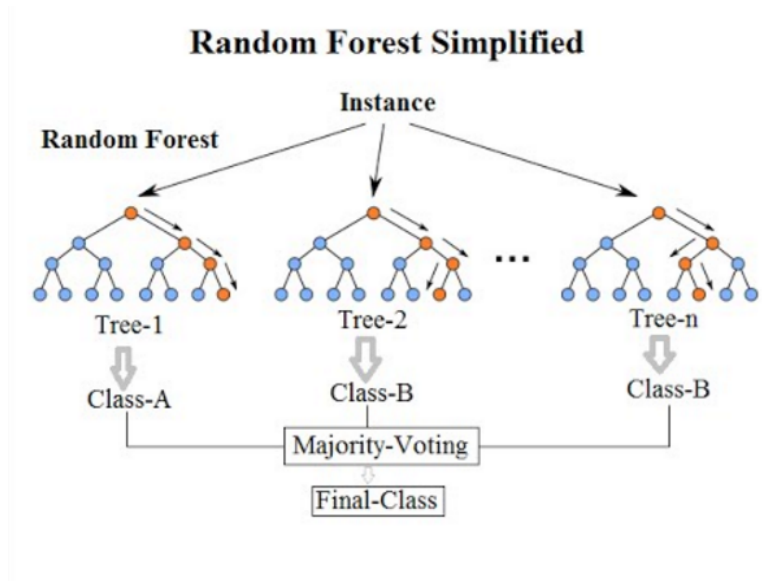 Random Forest Simplified
Instance
Random Forest
...
Tree-1
Tree-2
Tree-n
Class-A
Class-B
Class-B
Majority-Voting
Final-Class